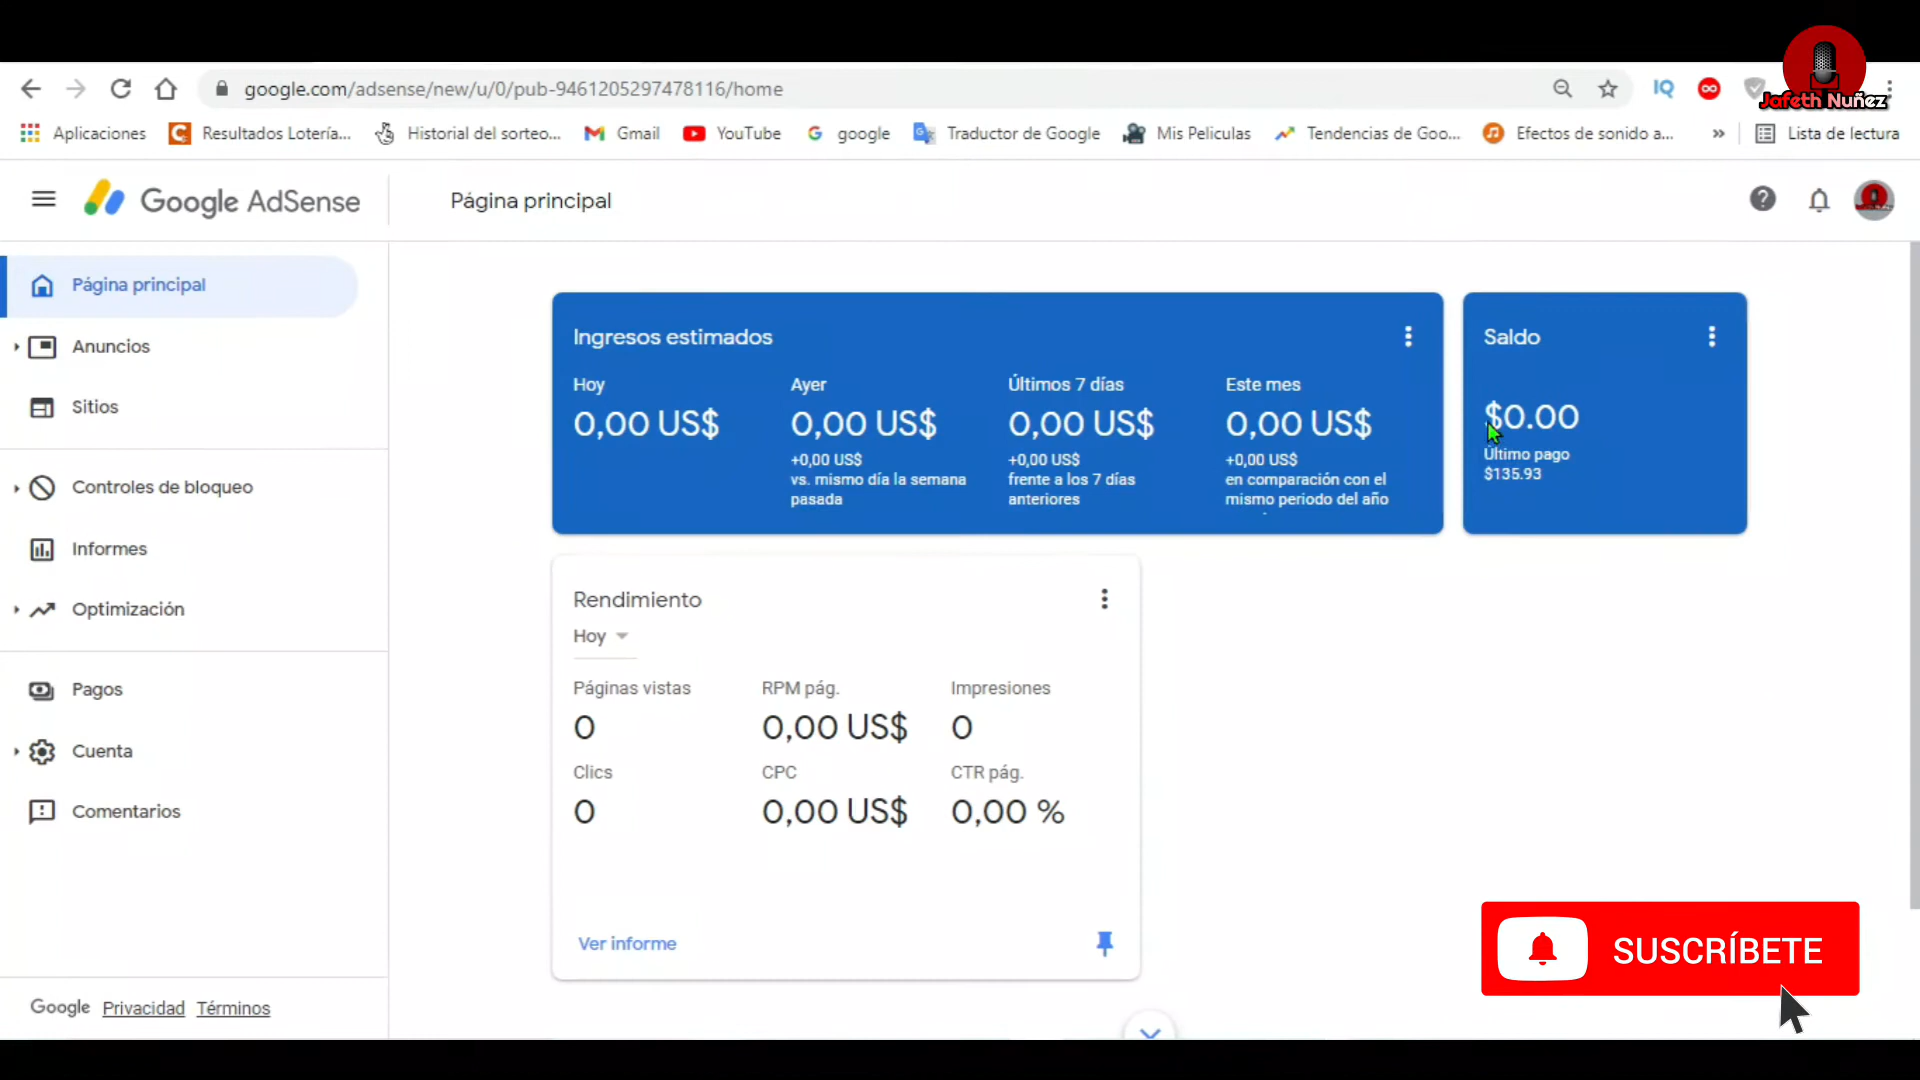 Jafeth Nuñez
google.com/adsense/new/u/0/pub-9461205297478116/home
IQ
Aplicaciones
Resultados Lotería...
Historial del sorteo...
Gmail
YouTube
google
Traductor de Google
Mis Peliculas
Tendencias de Goo...
Efectos de sonido a...
»
Lista de lectura
Google AdSense
Página principal
Página principal
Anuncios
Sitios
Controles de bloqueo
Informes
Optimización
Pagos
Cuenta
Comentarios
Google Privacidad Términos
Ingresos estimados
Hoy
0,00 US$
Ayer
0,00 US$
+0,00 US$
vs. mismo día la semana
pasada
Últimos 7 días
0,00 US$
+0,00 US$
frente a los 7 días
anteriores
Este mes
0,00 US$
+0,00 US$
en comparación con el
mismo periodo del año
Saldo
$0.00
Último pago
$135.93
Rendimiento
Hoy
Páginas vistas
0
RPM pág.
0,00 US$
Impresiones
0
Clics
0
CPC
0,00 US$
CTR pág.
0,00 %
Ver informe
SUSCRÍBETE